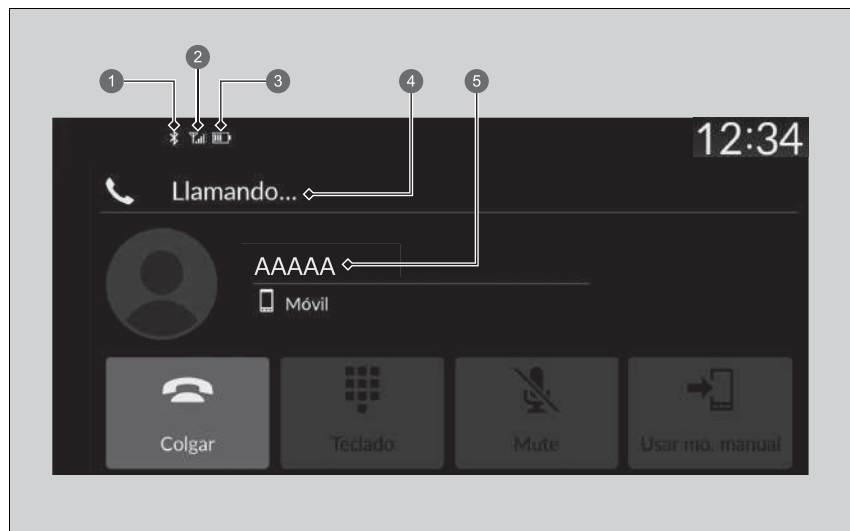 2
1
3
4
5
12:34
Llamando...
AAAAA
Móvil
Colgar
Teclado
Mute
Usar mó. manual